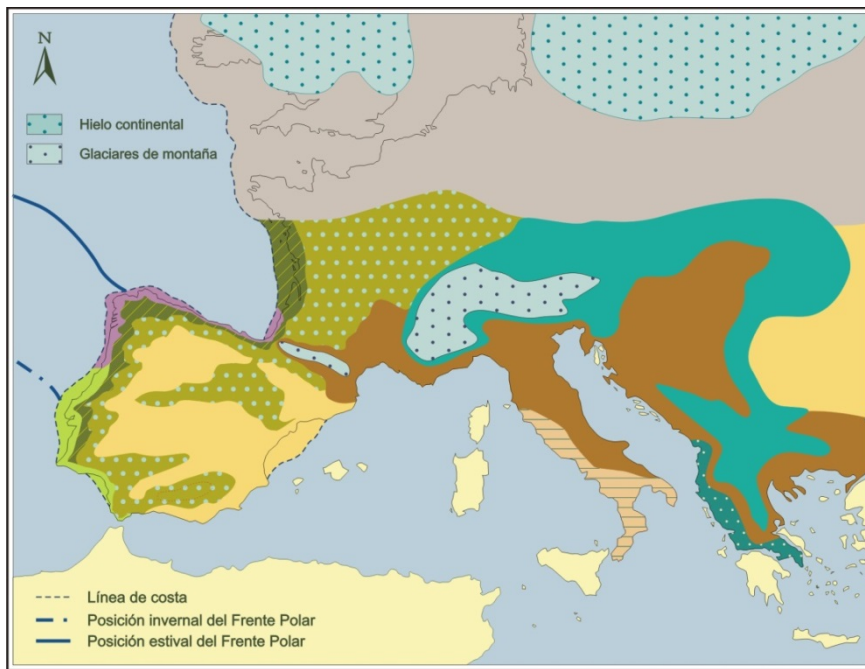 N
Hielo continental
Glaciares de montaña
Línea de costa
Posición invernal del Frente Polar
Posición estival del Frente Polar